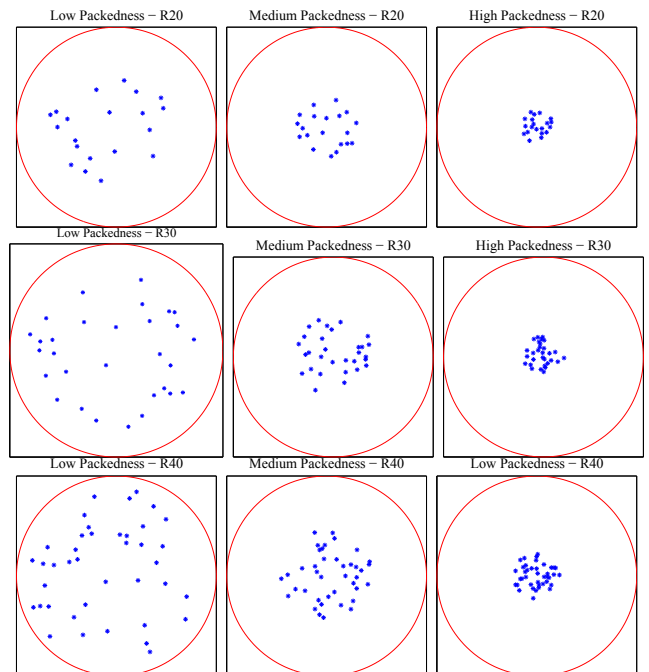 Low Packedness − R20
Medium Packedness − R20
High Packedness − R20
Low Packedness − R30
Medium Packedness − R30
High Packedness − R30
Low Packedness − R40
Medium Packedness − R40
Low Packedness − R40